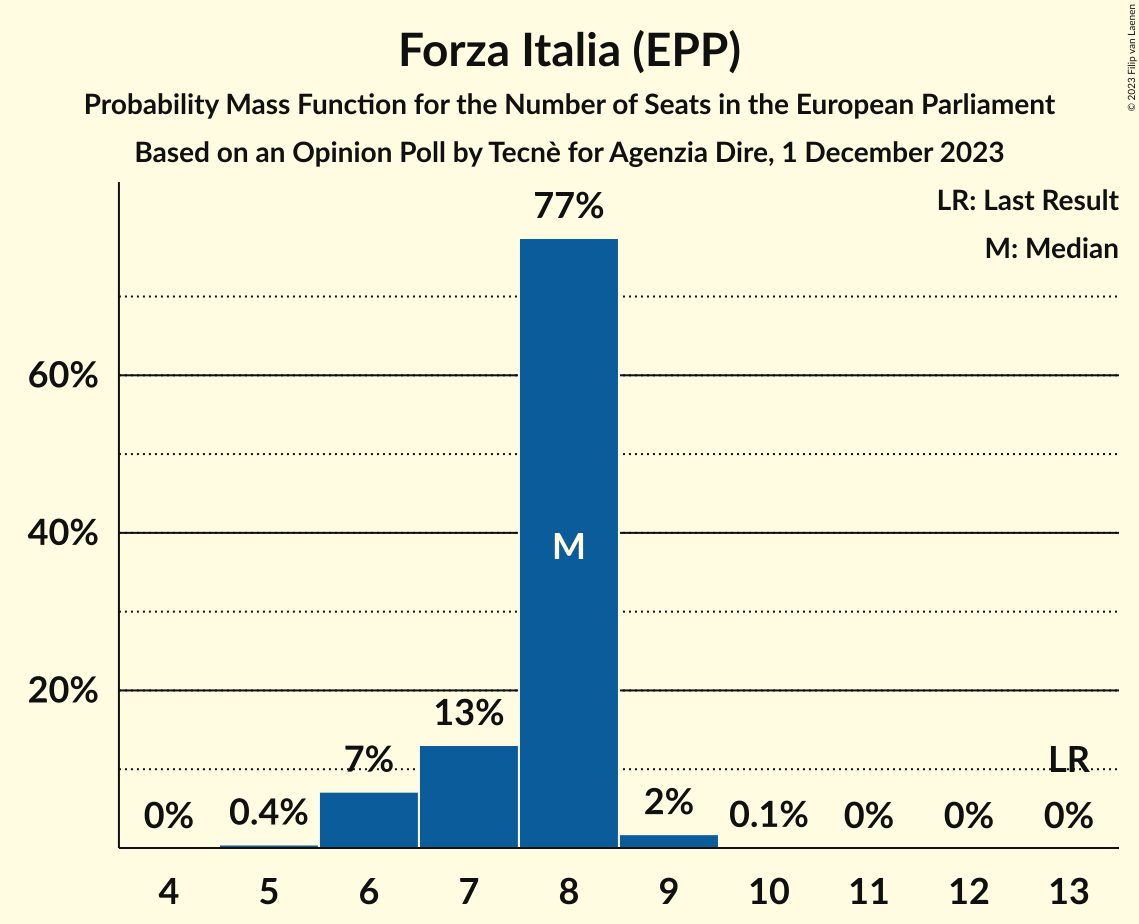 Forza Italia (EPP)
Probability Mass Function for the Number of Seats in the European Parliament
Based on an Opinion Poll by Tecnè for Agenzia Dire, 1 December 2023
© 2023 Filip van Laenen
LR: Last Result
M: Median
77%
60%
40%
M
20%
13%
7%
LR
0%
0.4%
2%
0.1%
0%
0%
0%
4
5
6
7
8
9
10
11
12
13